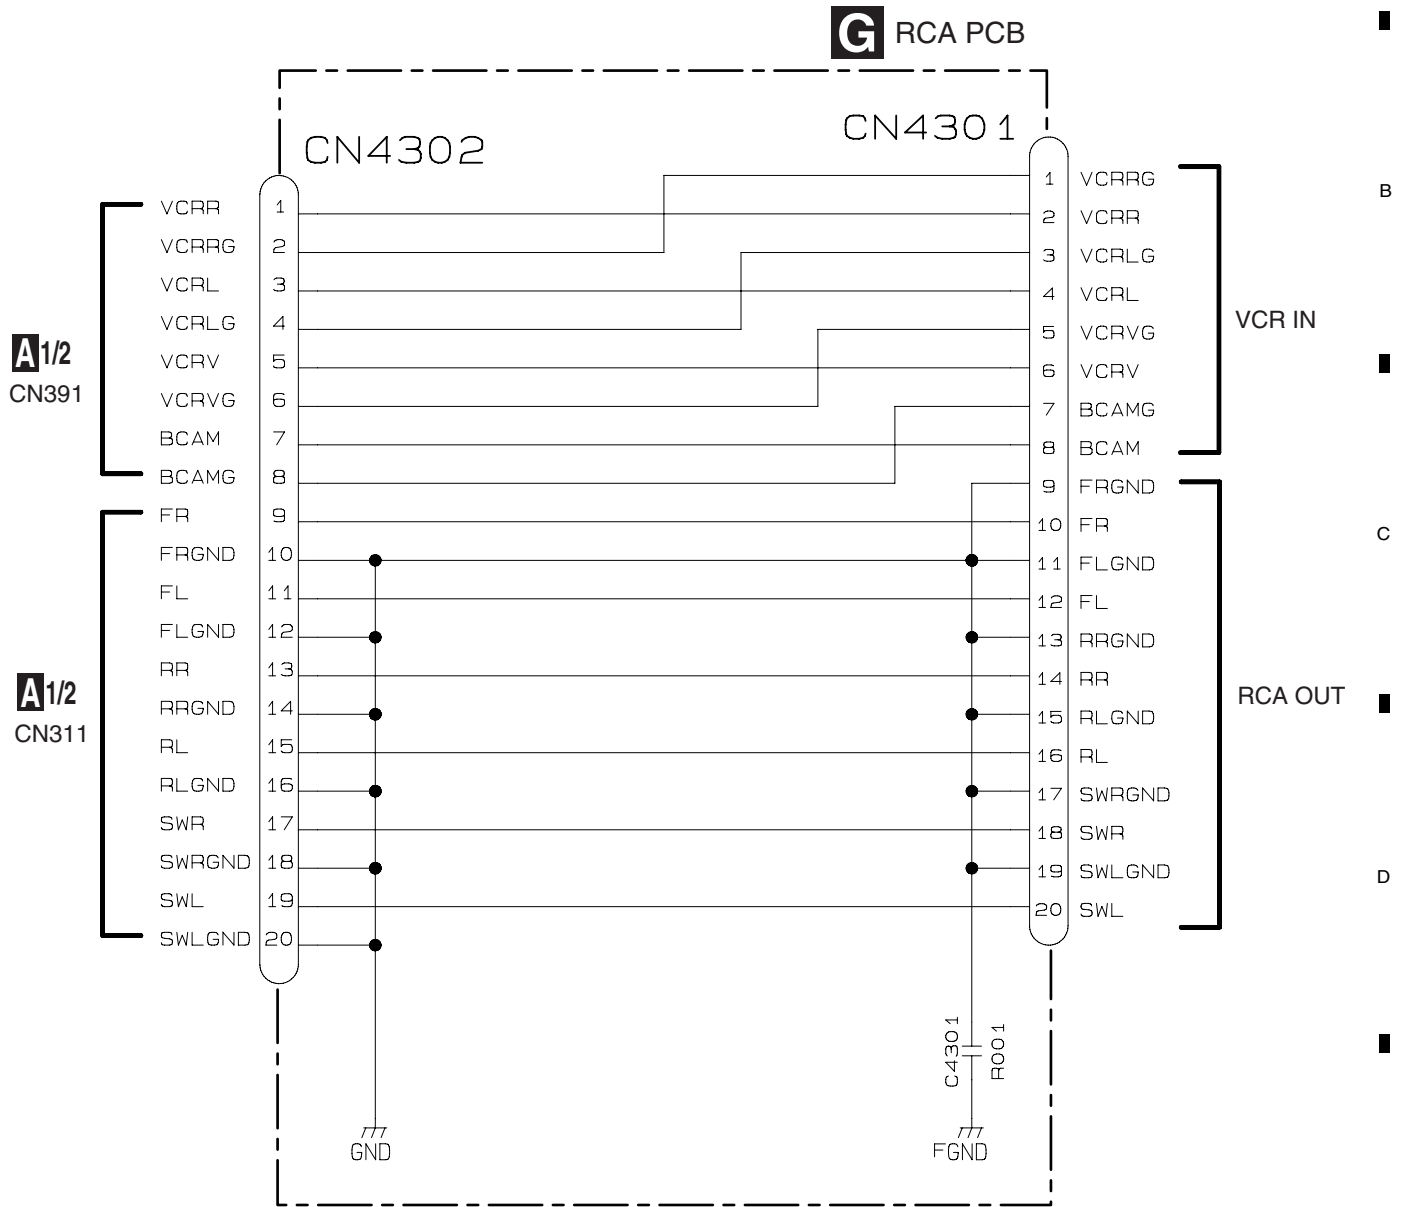 G RCA PCB
CN4302
CN4301
A 1/2
CN391
VCRR 1
VCRRG 2
VCRL 3
VCRLG 4
VCRV 5
VCRVG 6
BCAM 7
BCAMG 8
A 1/2
CN311
FR 9
FRGND 10
FL 11
FLGND 12
RR 13
RRGND 14
RL 15
RLGND 16
SWR 17
SWRGND 18
SWL 19
SWLGND 20
1 VCRRG
2 VCRR
3 VCRLG
4 VCRL
5 VCRVG
6 VCRV
7 BCAMG
8 BCAM
VCR IN
9 FRGND
10 FR
11 FLGND
12 FL
13 RRGND
14 RR
15 RLGND
16 RL
17 SWRGND
18 SWR
19 SWLGND
20 SWL
RCA OUT
C4301
R001
GND
FGND
B
C
D